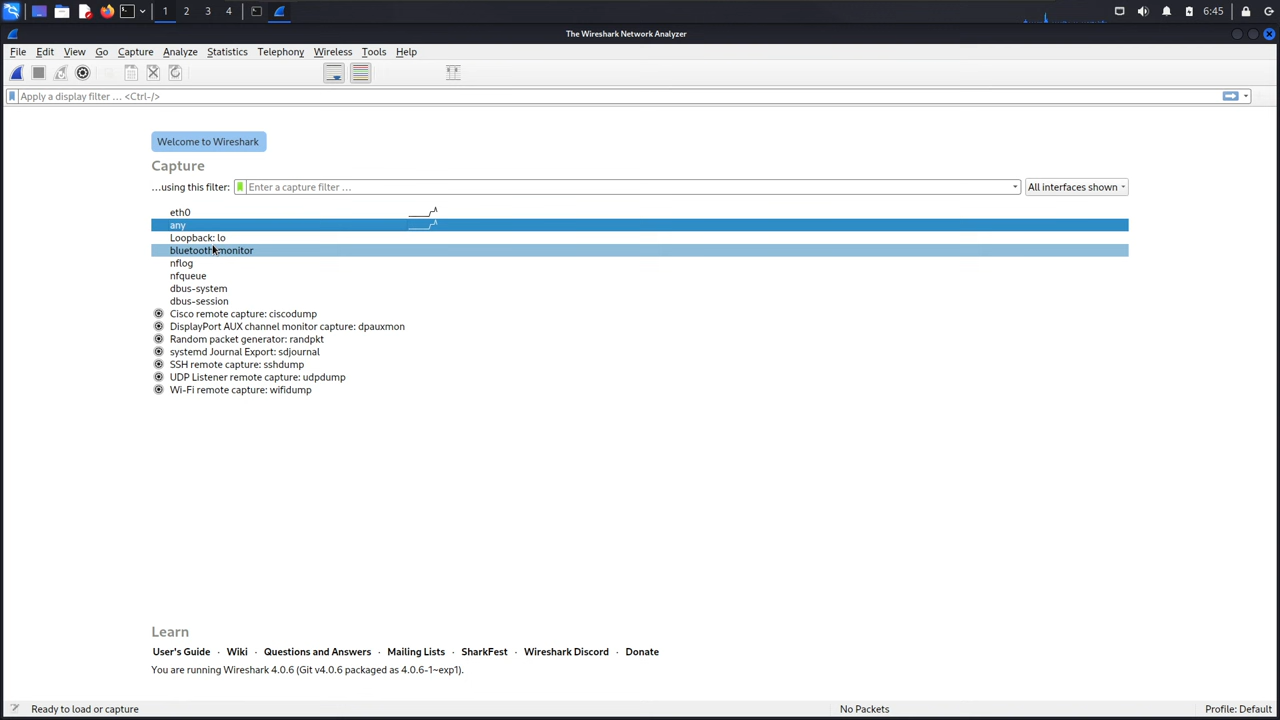 1 2 3 4 6:45
The Wireshark Network Analyzer
File Edit View Go Capture Analyze Statistics Telephony Wireless Tools Help
Apply a display filter … <Ctrl-/>
Welcome to Wireshark
Capture
…using this filter: Enter a capture filter … All interfaces shown
eth0
any
Loopback: lo
bluetooth-monitor
nflog
nfqueue
dbus-system
dbus-session
Cisco remote capture: ciscodump
DisplayPort AUX channel monitor capture: dpauxmon
Random packet generator: randpkt
systemd Journal Export: sdjournal
SSH remote capture: sshdump
UDP Listener remote capture: udpdump
Wi-Fi remote capture: wifidump
Learn
User's Guide · Wiki · Questions and Answers · Mailing Lists · SharkFest · Wireshark Discord · Donate
You are running Wireshark 4.0.6 (Git v4.0.6 packaged as 4.0.6-1~exp1).
Ready to load or capture No Packets Profile: Default